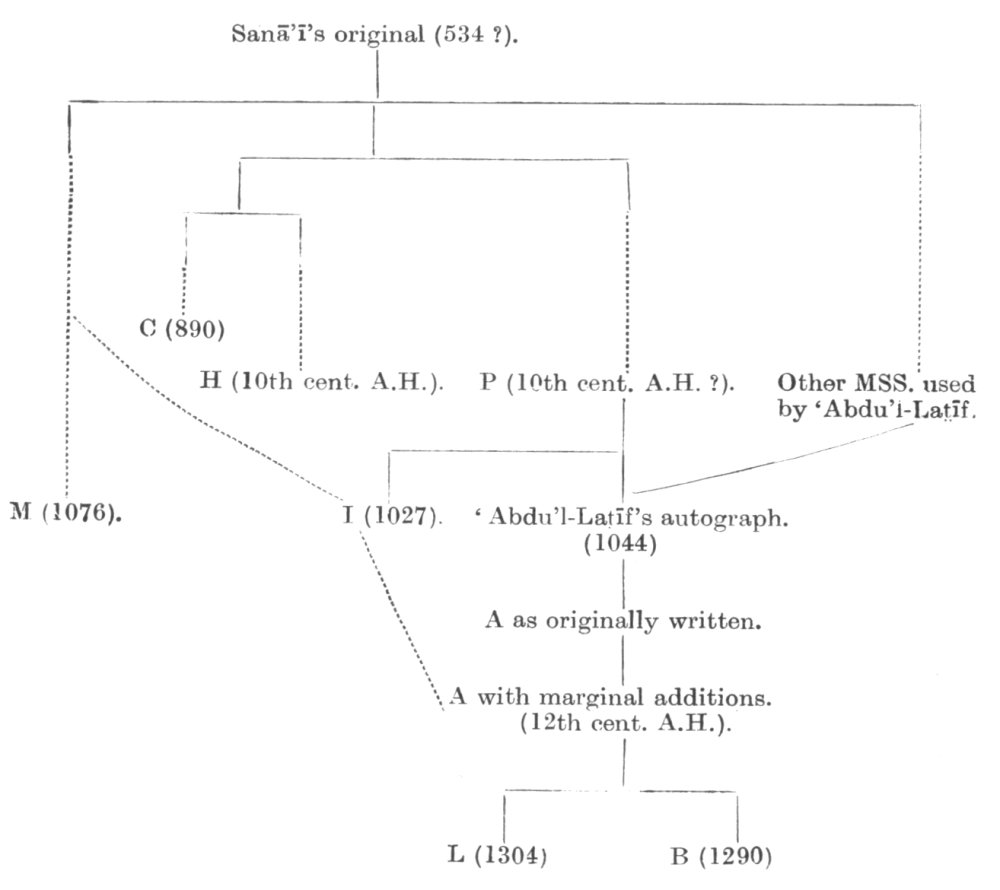 Sanā’ī’s original (534 ?).
C (890)
H (10th cent. A.H.). P (10th cent. A.H. ?). Other MSS. used
by ‘Abdu’l-Laṭīf.
M (1076). I (1027). ‘Abdu’l-Laṭīf’s autograph.
(1044)
A as originally written.
A with marginal additions.
(12th cent. A.H.).
L (1304) B (1290)